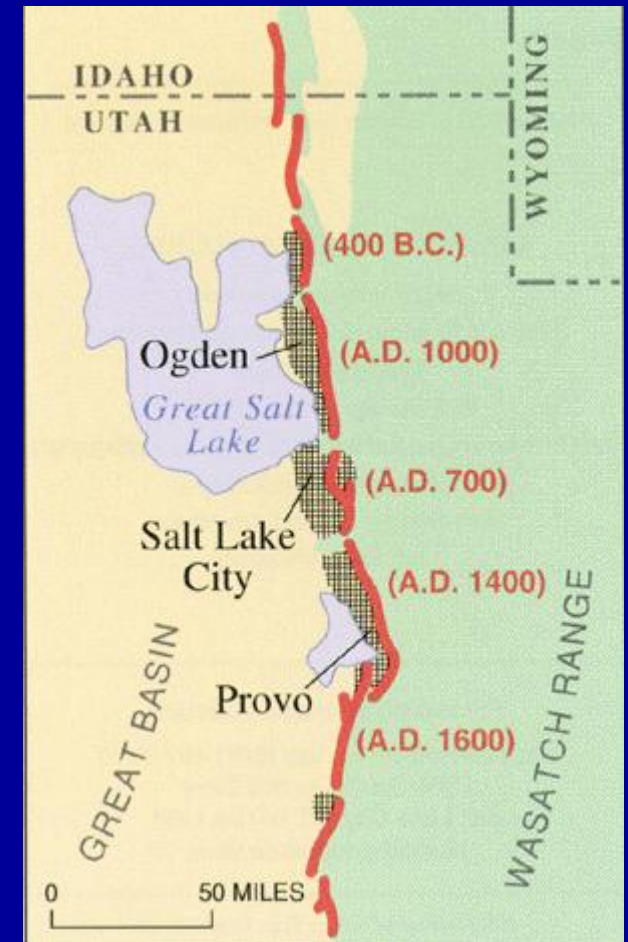 IDAHO
UTAH
WYOMING
(400 B.C.)
Ogden
(A.D. 1000)
Great Salt
Lake
(A.D. 700)
Salt Lake
City
(A.D. 1400)
GREAT BASIN
WASATCH RANGE
Provo
(A.D. 1600)
0
50 MILES